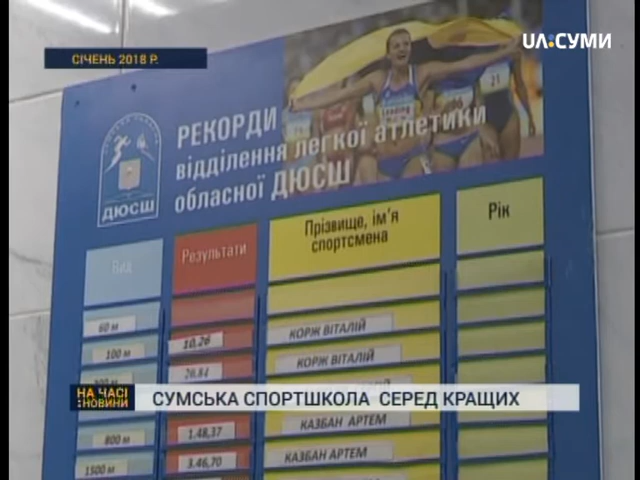 UA:СУМИ
СІЧЕНЬ 2018 Р.
РЕКОРДИ
відділення легкої атлетики
обласної ДЮСШ
ДЮСШ
Вид
Результати
Прізвище, ім'я
спортсмена
Рік
60 м
100 м
10,26
КОРЖ ВІТАЛІЙ
20.84
КОРЖ ВІТАЛІЙ
НА ЧАСІ
:НОВИНИ
СУМСЬКА СПОРТШКОЛА СЕРЕД КРАЩИХ
800 м
1.48,37
КАЗБАН АРТЕМ
1500 м
3.46,70
КАЗБАН АРТЕМ